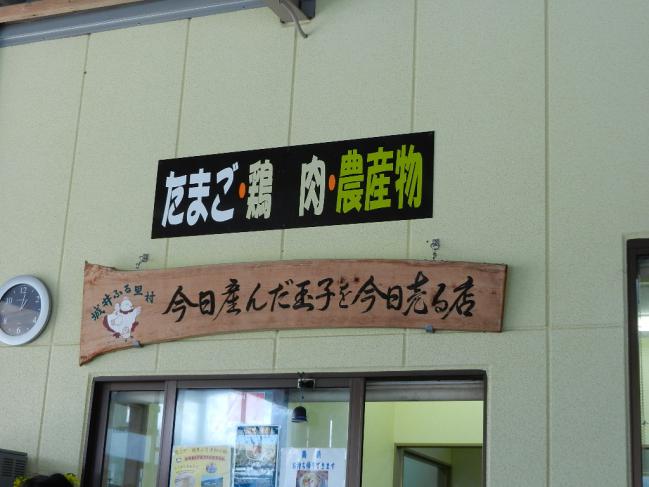 たまご・鶏 肉・農産物
城井ふる里村
今日産んだ玉子を今日売る店
12